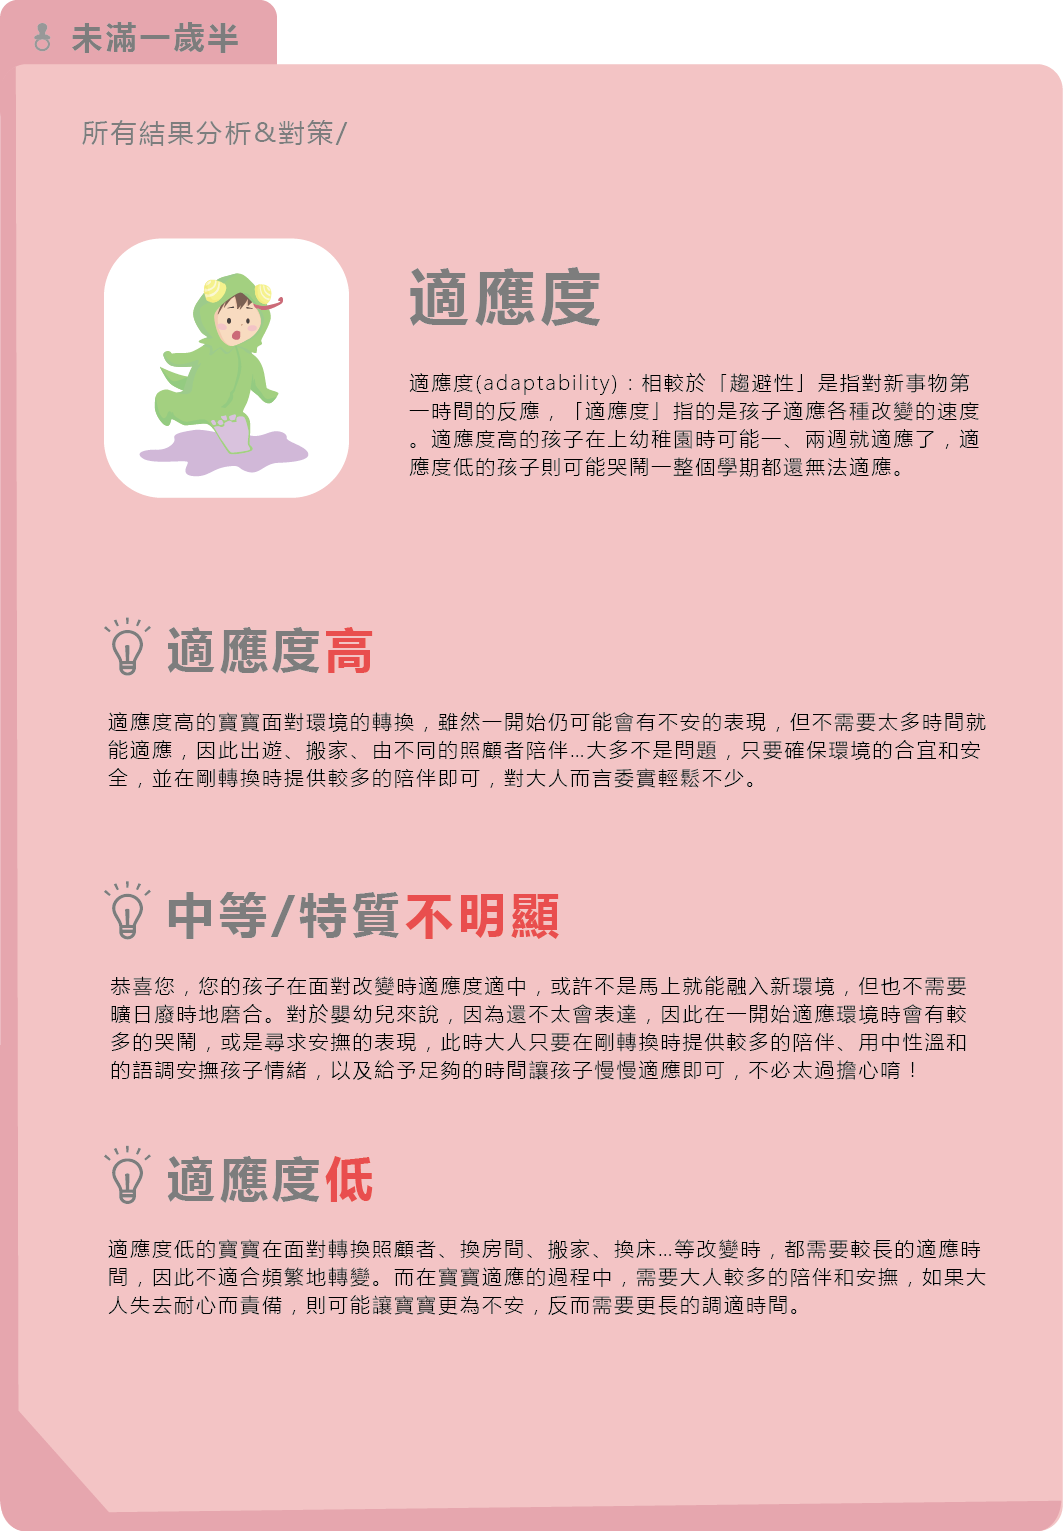 未滿一歲半
所有結果分析&對策/
適應度
適應度(adaptability)：相較於「趨避性」是指對新事物第
一時間的反應，「適應度」指的是孩子適應各種改變的速度
。適應度高的孩子在上幼稚園時可能一、兩週就適應了，適
應度低的孩子則可能哭鬧一整個學期都還無法適應。
適應度高
適應度高的寶寶面對環境的轉換，雖然一開始仍可能會有不安的表現，但不需要太多時間就
能適應，因此出遊、搬家、由不同的照顧者陪伴...大多不是問題，只要確保環境的合宜和安
全，並在剛轉換時提供較多的陪伴即可，對大人而言委實輕鬆不少。
中等/特質不明顯
恭喜您，您的孩子在面對改變時適應度適中，或許不是馬上就能融入新環境，但也不需要
曠日廢時地磨合。對於嬰幼兒來說，因為還不太會表達，因此在一開始適應環境時會有較
多的哭鬧，或是尋求安撫的表現，此時大人只要在剛轉換時提供較多的陪伴、用中性溫和
的語調安撫孩子情緒，以及給予足夠的時間讓孩子慢慢適應即可，不必太過擔心唷！
適應度低
適應度低的寶寶在面對轉換照顧者、換房間、搬家、換床...等改變時，都需要較長的適應時
間，因此不適合頻繁地轉變。而在寶寶適應的過程中，需要大人較多的陪伴和安撫，如果大
人失去耐心而責備，則可能讓寶寶更為不安，反而需要更長的調適時間。